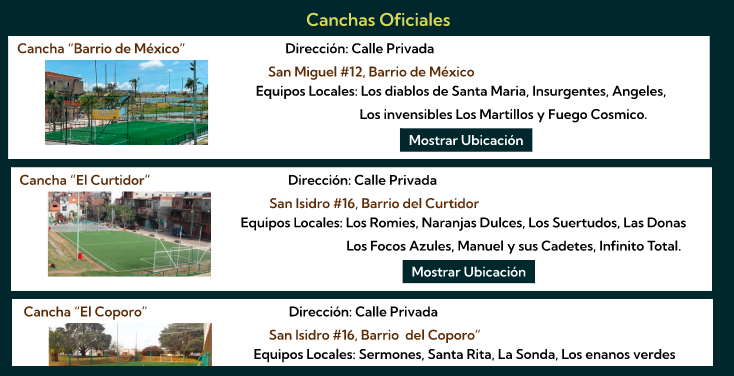 Canchas Oficiales
Cancha “Barrio de México”
Dirección: Calle Privada
San Miguel #12, Barrio de México
Equipos Locales: Los diablos de Santa Maria, Insurgentes, Angeles,
Los invensibles Los Martillos y Fuego Cosmico.
Mostrar Ubicación
Cancha “El Curtidor”
Dirección: Calle Privada
San Isidro #16, Barrio del Curtidor
Equipos Locales: Los Romies, Naranjas Dulces, Los Suertudos, Las Donas
Los Focos Azules, Manuel y sus Cadetes, Infinito Total.
Mostrar Ubicación
Cancha “El Coporo”
Dirección: Calle Privada
San Isidro #16, Barrio del Coporo”
Equipos Locales: Sermones, Santa Rita, La Sonda, Los enanos verdes